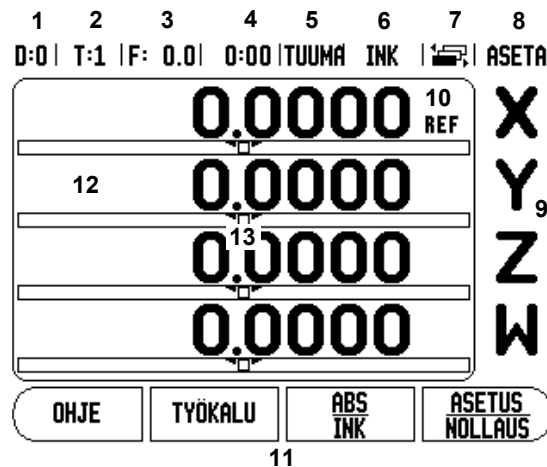 1 2 3 4 5 6 7 8
D:0 T:1 F: 0.0 0:00 TUUMA INK ASETA
0.0000 10 REF X
12 0.0000 Y 9
13 0.0000 Z
0.0000 W
OHJE TYÖKALU ABS INK ASETUS NOLLAUS
11